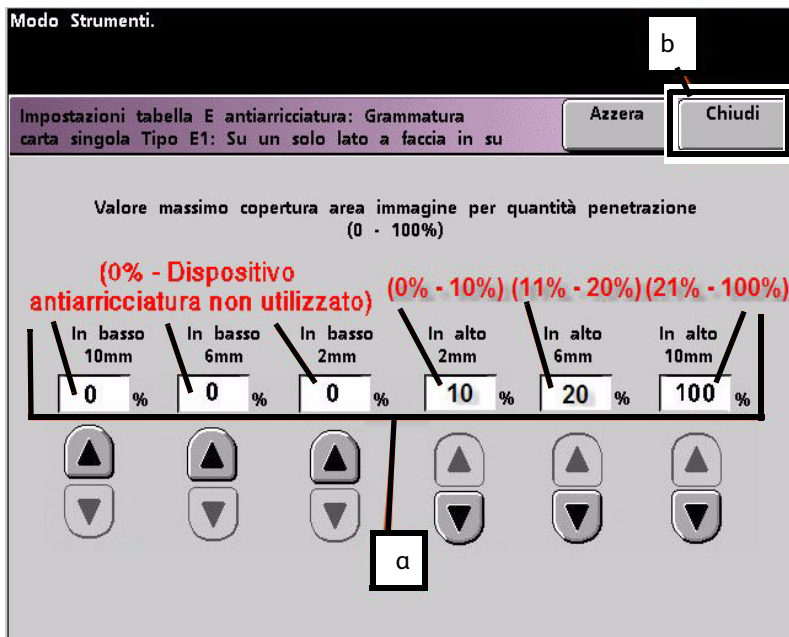 Modo Strumenti.
b
Impostazioni tabella E antiarricciatura: Grammatura
carta singola Tipo E1: Su un solo lato a faccia in su
Azzera
Chiudi
Valore massimo copertura area immagine per quantità penetrazione
(0 - 100%)
(0% - Dispositivo
antiarricciatura non utilizzato)
(0% - 10%) (11% - 20%) (21% - 100%)
In basso In basso In basso In alto In alto In alto
10mm 6mm 2mm 2mm 6mm 10mm
0 % 0 % 0 % 10 % 20 % 100 %
a